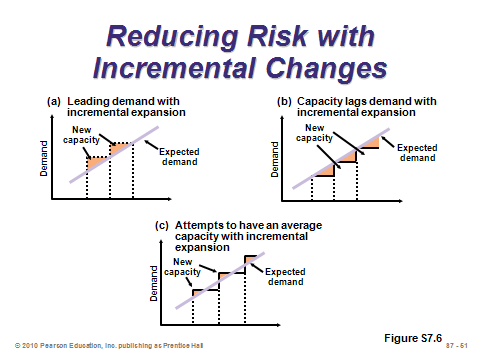 Reducing Risk with
Incremental Changes
(a) Leading demand with
incremental expansion
New
capacity
Expected
demand
Demand
(b) Capacity lags demand with
incremental expansion
New
capacity
Expected
demand
Demand
(c) Attempts to have an average
capacity with incremental
expansion
New
capacity
Expected
demand
Demand
Figure S7.6
© 2010 Pearson Education, Inc. publishing as Prentice Hall
S7 - 61